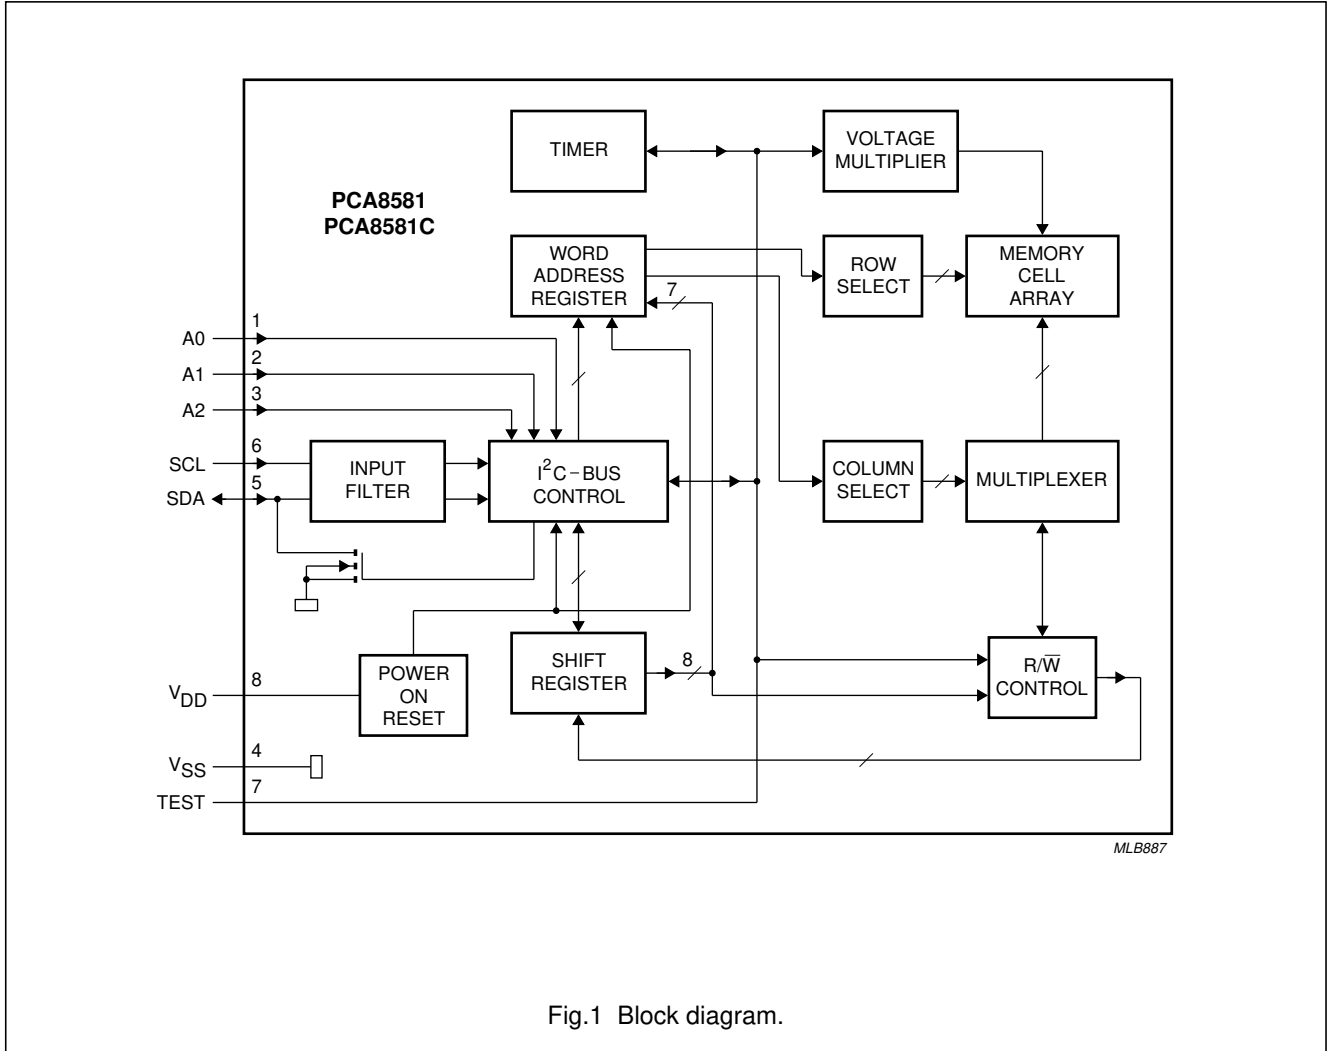 TIMER
VOLTAGE
MULTIPLIER
PCA8581
PCA8581C
WORD
ADDRESS
REGISTER
ROW
SELECT
MEMORY
CELL
ARRAY
7
1
A0
2
A1
3
A2
6
SCL
5
SDA
INPUT
FILTER
I²C–BUS
CONTROL
COLUMN
SELECT
MULTIPLEXER
SHIFT
REGISTER
8
R/W̅
CONTROL
POWER
ON
RESET
8
VDD
4
VSS
7
TEST
MLB887
Fig.1 Block diagram.